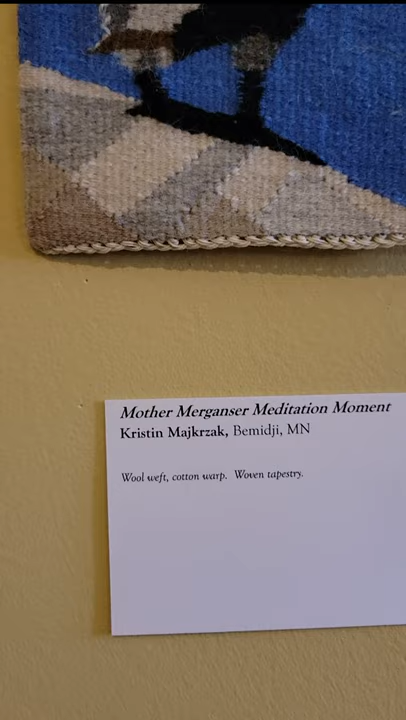 Mother Merganser Meditation Moment
Kristin Majkrzak, Bemidji, MN
Wool weft, cotton warp. Woven tapestry.